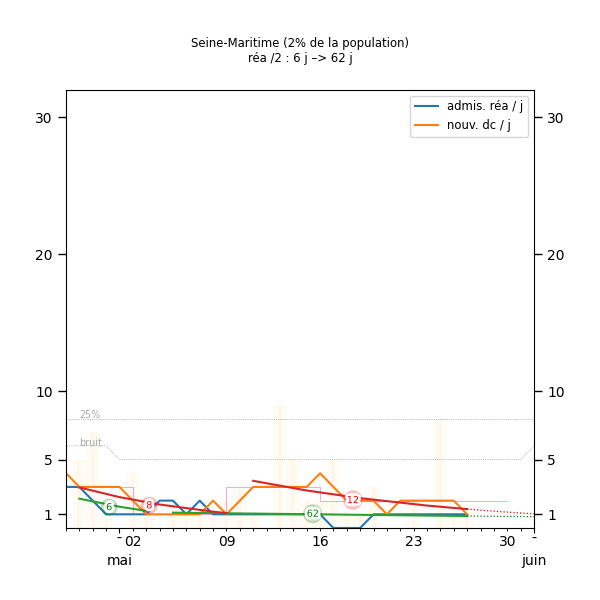 Seine-Maritime (2% de la population)
réa /2 : 6 j –> 62 j
admis. réa / j
nouv. dc / j
30 30
20 20
10 10
25%
bruit
5 5
6 8 62 12
1 1
02 09 16 23 30
mai juin